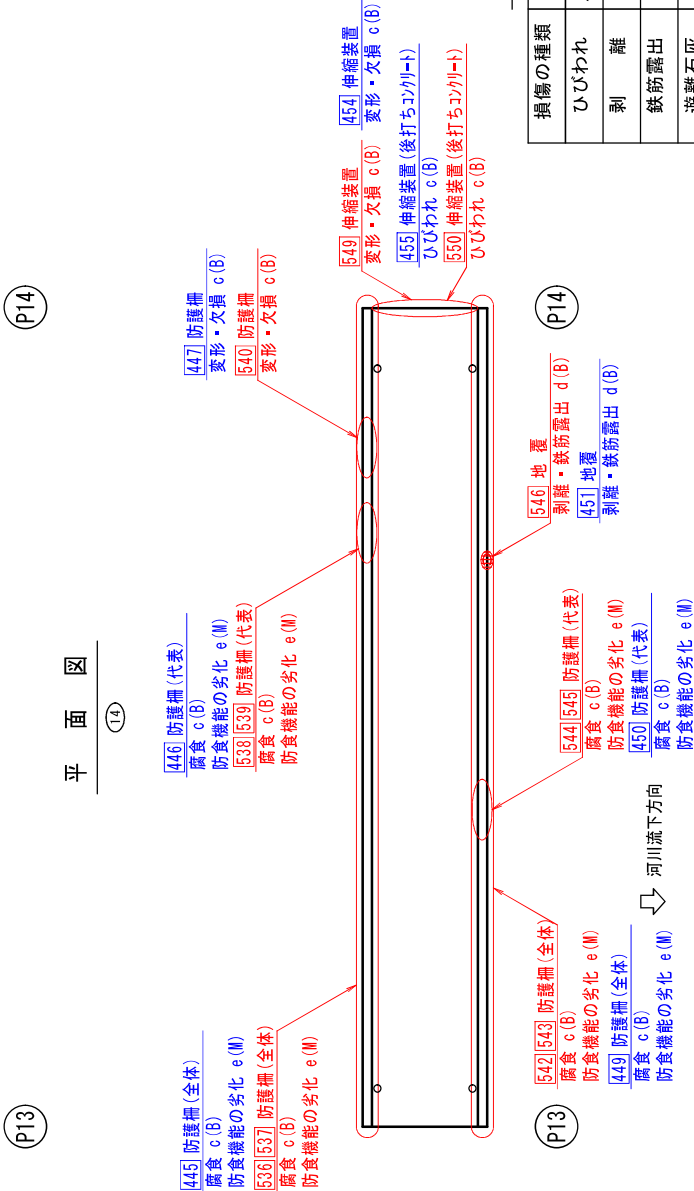 平面図
14
P13
P14
445 防護柵(全体)
腐食 c(B)
防食機能の劣化 e(M)
536 537 防護柵(全体)
腐食 c(B)
防食機能の劣化 e(M)
446 防護柵(代表)
腐食 c(B)
防食機能の劣化 e(M)
538 539 防護柵(代表)
腐食 c(B)
防食機能の劣化 e(M)
447 防護柵
変形・欠損 c(B)
540 防護柵
変形・欠損 c(B)
549 伸縮装置
変形・欠損 c(B)
454 伸縮装置
変形・欠損 c(B)
455 伸縮装置(後打ちコンクリート)
ひびわれ c(B)
550 伸縮装置(後打ちコンクリート)
ひびわれ c(B)
P13
P14
542 543 防護柵(全体)
腐食 c(B)
防食機能の劣化 e(M)
449 防護柵(全体)
腐食 c(B)
防食機能の劣化 e(M)
544 545 防護柵(代表)
腐食 c(B)
防食機能の劣化 e(M)
450 防護柵(代表)
腐食 c(B)
防食機能の劣化 e(M)
546 地覆
剥離・鉄筋露出 d(B)
451 地覆
剥離・鉄筋露出 d(B)
河川流下方向
損傷の種類
ひびわれ
剥離
鉄筋露出
遊離石灰